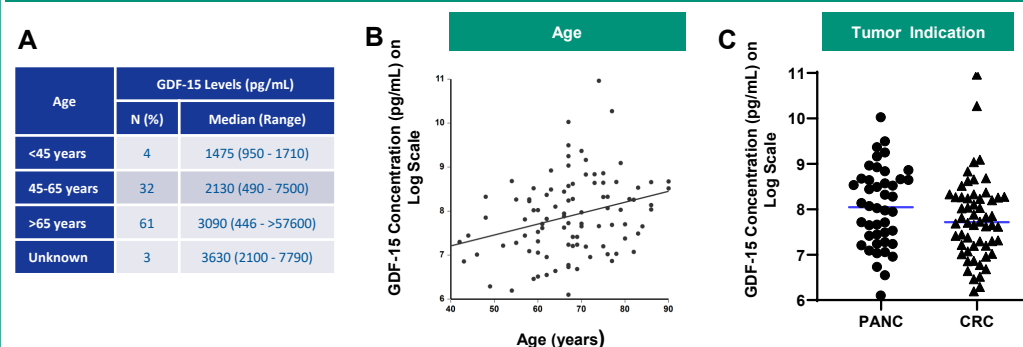 A
Age
GDF-15 Levels (pg/mL)
N (%)
Median (Range)
<45 years
4
1475 (950 - 1710)
45-65 years
32
2130 (490 - 7500)
>65 years
61
3090 (446 - >57600)
Unknown
3
3630 (2100 - 7790)
B
Age
GDF-15 Concentration (pg/mL) on
Log Scale
11
10
9
8
7
6
40
50
60
70
80
90
Age (years)
C
Tumor Indication
GDF-15 Concentration (pg/mL) on
Log Scale
11
10
9
8
7
6
PANC
CRC